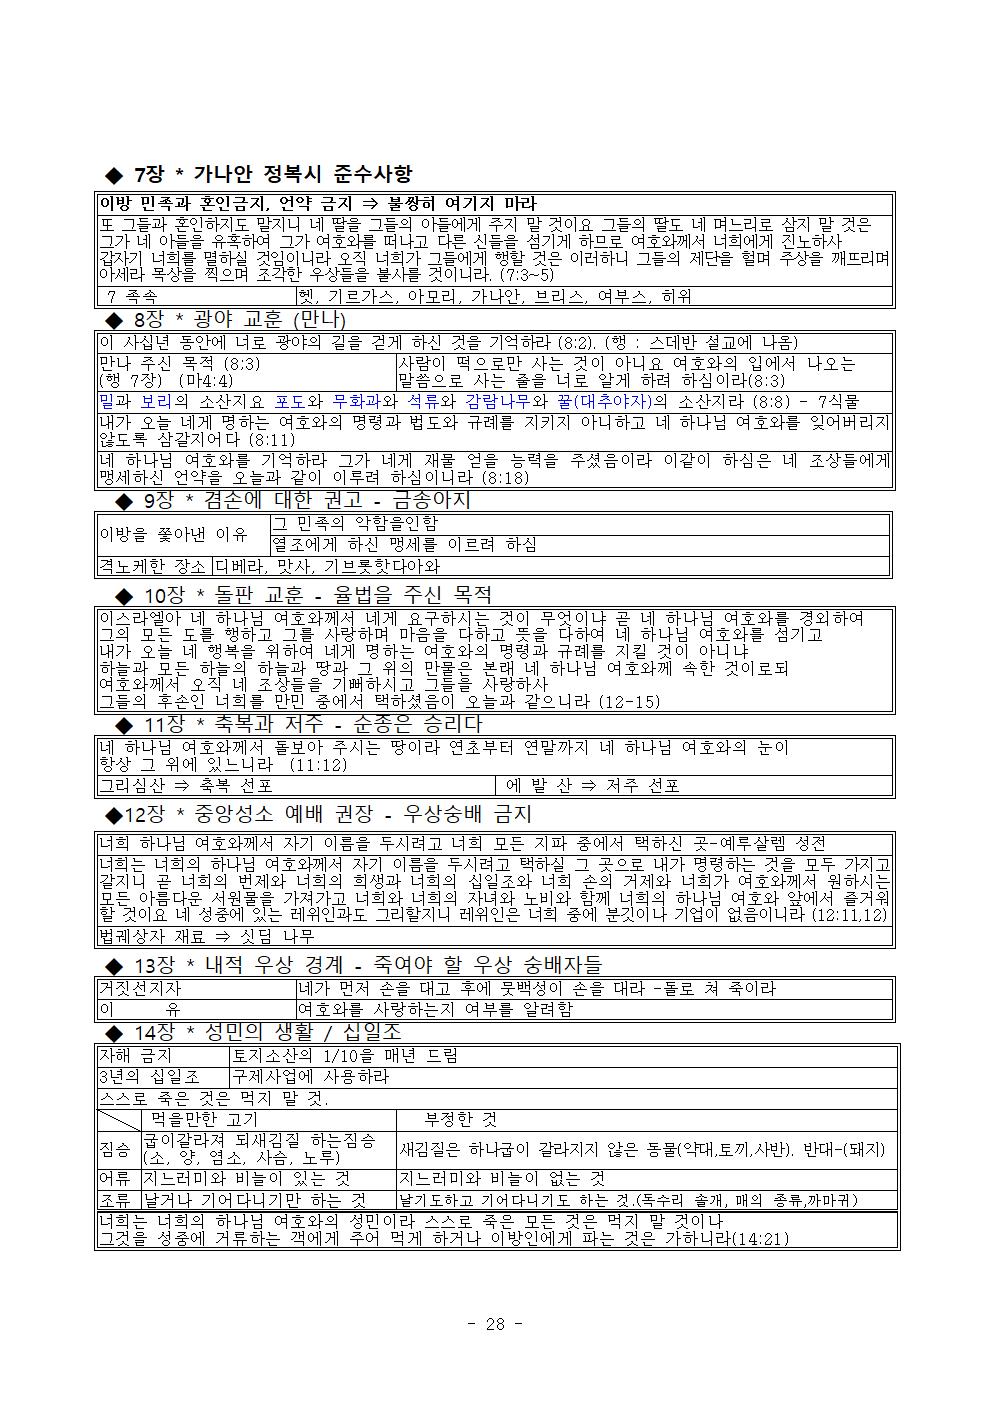 ◆ 7장 * 가나안 정복시 준수사항
이방 민족과 혼인금지, 언약 금지 ⇒ 불쌍히 여기지 마라
또 그들과 혼인하지도 말지니 네 딸을 그들의 아들에게 주지 말 것이요 그들의 딸도 네 며느리로 삼지 말 것은
그가 네 아들을 유혹하여 그가 여호와를 떠나고 다른 신들을 섬기게 하므로 여호와께서 너희에게 진노하사
갑자기 너희를 멸하실 것임이니라 오직 너희가 그들에게 행할 것은 이러하니 그들의 제단을 헐며 주상을 깨뜨리며
아세라 목상을 찍으며 조각한 우상들을 불사를 것이니라. (7:3~5)
7 족속 헷, 기르가스, 아모리, 가나안, 브리스, 여부스, 히위
◆ 8장 * 광야 교훈 (만나)
이 사십년 동안에 너로 광야의 길을 걷게 하신 것을 기억하라 (8:2). (행 : 스데반 설교에 나옴)
만나 주신 목적 (8:3) 사람이 떡으로만 사는 것이 아니요 여호와의 입에서 나오는
(행 7장) (마4:4) 말씀으로 사는 줄을 너로 알게 하려 하심이라(8:3)
밀과 보리의 소산지요 포도와 무화과와 석류와 감람나무와 꿀(대추야자)의 소산지라 (8:8) - 7식물
내가 오늘 네게 명하는 여호와의 명령과 법도와 규례를 지키지 아니하고 네 하나님 여호와를 잊어버리지
않도록 삼갈지어다 (8:11)
네 하나님 여호와를 기억하라 그가 네게 재물 얻을 능력을 주셨음이라 이같이 하심은 네 조상들에게
맹세하신 언약을 오늘과 같이 이루려 하심이니라 (8:18)
◆ 9장 * 겸손에 대한 권고 - 금송아지
이방을 쫓아낸 이유 그 민족의 악함을인함
열조에게 하신 맹세를 이르려 하심
격노케한 장소 디베라, 맛사, 기브롯핫다아와
◆ 10장 * 돌판 교훈 - 율법을 주신 목적
이스라엘아 네 하나님 여호와께서 네게 요구하시는 것이 무엇이냐 곧 네 하나님 여호와를 경외하여
그의 모든 도를 행하고 그를 사랑하며 마음을 다하고 뜻을 다하여 네 하나님 여호와를 섬기고
내가 오늘 네 행복을 위하여 네게 명하는 여호와의 명령과 규례를 지킬 것이 아니냐
하늘과 모든 하늘의 하늘과 땅과 그 위의 만물은 본래 네 하나님 여호와께 속한 것이로되
여호와께서 오직 네 조상들을 기뻐하시고 그들을 사랑하사
그들의 후손인 너희를 만민 중에서 택하셨음이 오늘과 같으니라 (12-15)
◆ 11장 * 축복과 저주 - 순종은 승리다
네 하나님 여호와께서 돌보아 주시는 땅이라 연초부터 연말까지 네 하나님 여호와의 눈이
항상 그 위에 있느니라 (11:12)
그리심산 ⇒ 축복 선포 에 발 산 ⇒ 저주 선포
◆12장 * 중앙성소 예배 권장 - 우상숭배 금지
너희 하나님 여호와께서 자기 이름을 두시려고 너희 모든 지파 중에서 택하신 곳-예루살렘 성전
너희는 너희의 하나님 여호와께서 자기 이름을 두시려고 택하실 그 곳으로 내가 명령하는 것을 모두 가지고
갈지니 곧 너희의 번제와 너희의 희생과 너희의 십일조와 너희 손의 거제와 너희가 여호와께서 원하시는
모든 아름다운 서원물을 가져가고 너희와 너희의 자녀와 노비와 함께 너희의 하나님 여호와 앞에서 즐거워
할 것이요 네 성중에 있는 레위인과도 그리할지니 레위인은 너희 중에 분깃이나 기업이 없음이니라 (12:11,12)
법궤상자 재료 ⇒ 싯딤 나무
◆ 13장 * 내적 우상 경계 - 죽여야 할 우상 숭배자들
거짓선지자 네가 먼저 손을 대고 후에 뭇백성이 손을 대라 -돌로 쳐 죽이라
이 유 여호와를 사랑하는지 여부를 알려함
◆ 14장 * 성민의 생활 / 십일조
자해 금지 토지소산의 1/10을 매년 드림
3년의 십일조 구제사업에 사용하라
스스로 죽은 것은 먹지 말 것.
먹을만한 고기 부정한 것
짐승 굽이갈라져 되새김질 하는짐승 새김질은 하나굽이 갈라지지 않은 동물(약대,토끼,사반). 반대-(돼지)
(소, 양, 염소, 사슴, 노루)
어류 지느러미와 비늘이 있는 것 지느러미와 비늘이 없는 것
조류 날거나 기어다니기만 하는 것 날기도하고 기어다니기도 하는 것.(독수리 솔개, 매의 종류,까마귀)
너희는 너희의 하나님 여호와의 성민이라 스스로 죽은 모든 것은 먹지 말 것이나
그것을 성중에 거류하는 객에게 주어 먹게 하거나 이방인에게 파는 것은 가하니라(14:21)
- 28 -